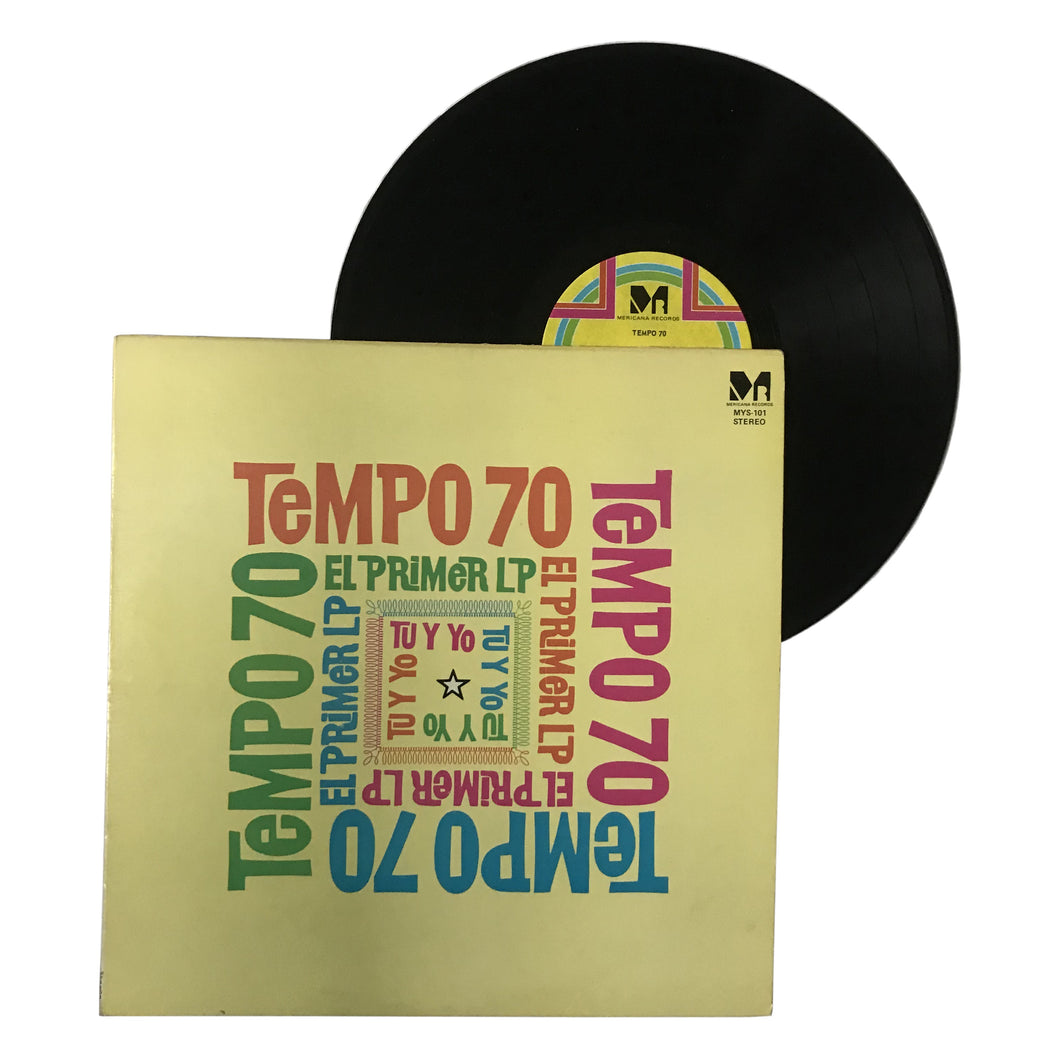 MR
MERICANA RECORDS
TEMPO 70
MR
MERICANA RECORDS
MYS-101
STEREO
TeMPO 70
TeMPO 70
TeMPO 70
TeMPO 70
EL PRiMeR LP
EL PRiMeR LP
EL PRiMeR LP
EL PRiMeR LP
TU Y YO
TU Y YO
TU Y YO
TU Y YO